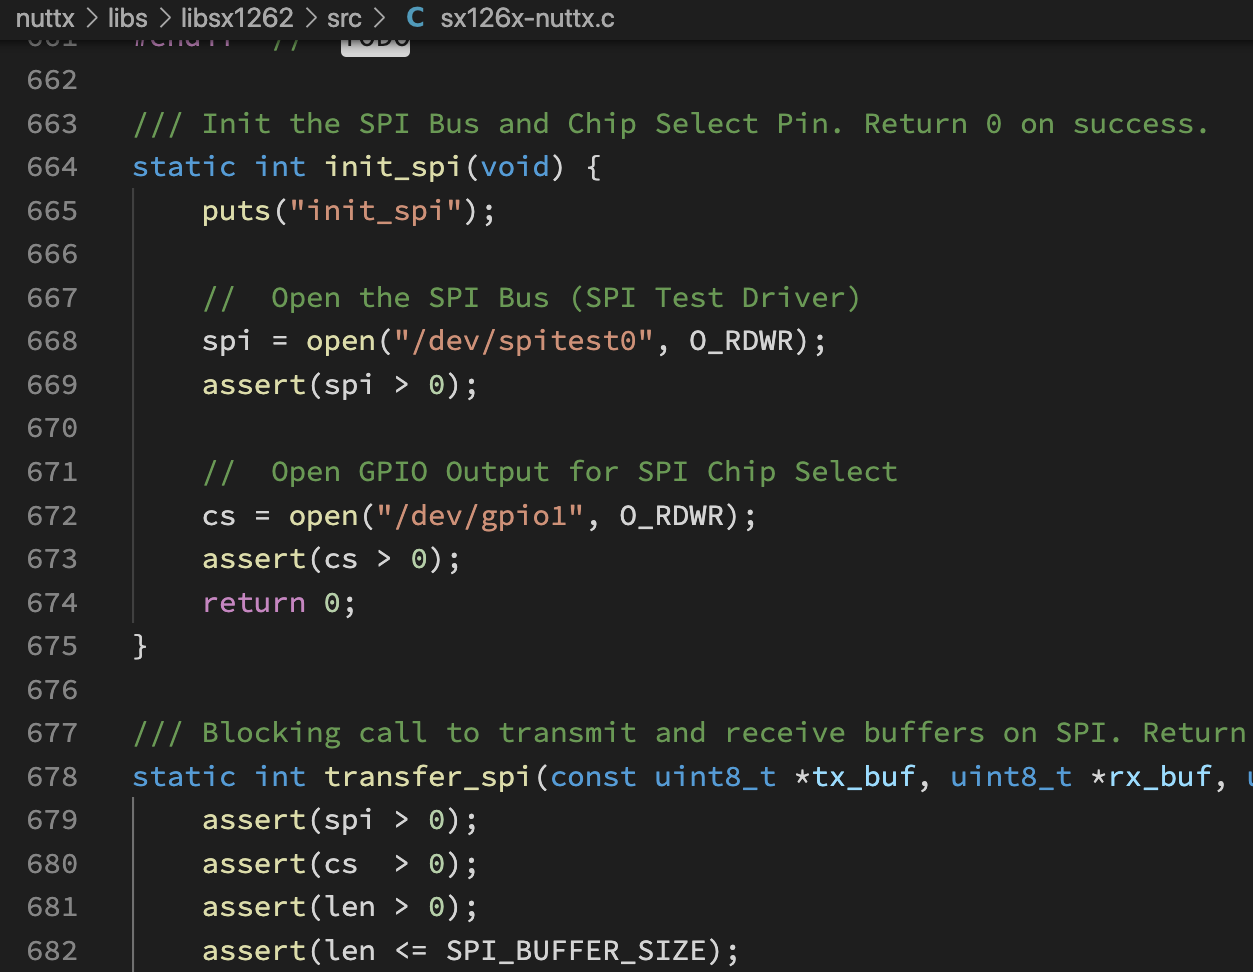 nuttx > libs > libsx1262 > src > C sx126x-nuttx.c
661 #endif // TODO
662
663 /// Init the SPI Bus and Chip Select Pin. Return 0 on success.
664 static int init_spi(void) {
665     puts("init_spi");
666
667     //  Open the SPI Bus (SPI Test Driver)
668     spi = open("/dev/spitest0", O_RDWR);
669     assert(spi > 0);
670
671     //  Open GPIO Output for SPI Chip Select
672     cs = open("/dev/gpio1", O_RDWR);
673     assert(cs > 0);
674     return 0;
675 }
676
677 /// Blocking call to transmit and receive buffers on SPI. Return
678 static int transfer_spi(const uint8_t *tx_buf, uint8_t *rx_buf,
679     assert(spi > 0);
680     assert(cs  > 0);
681     assert(len > 0);
682     assert(len <= SPI_BUFFER_SIZE);